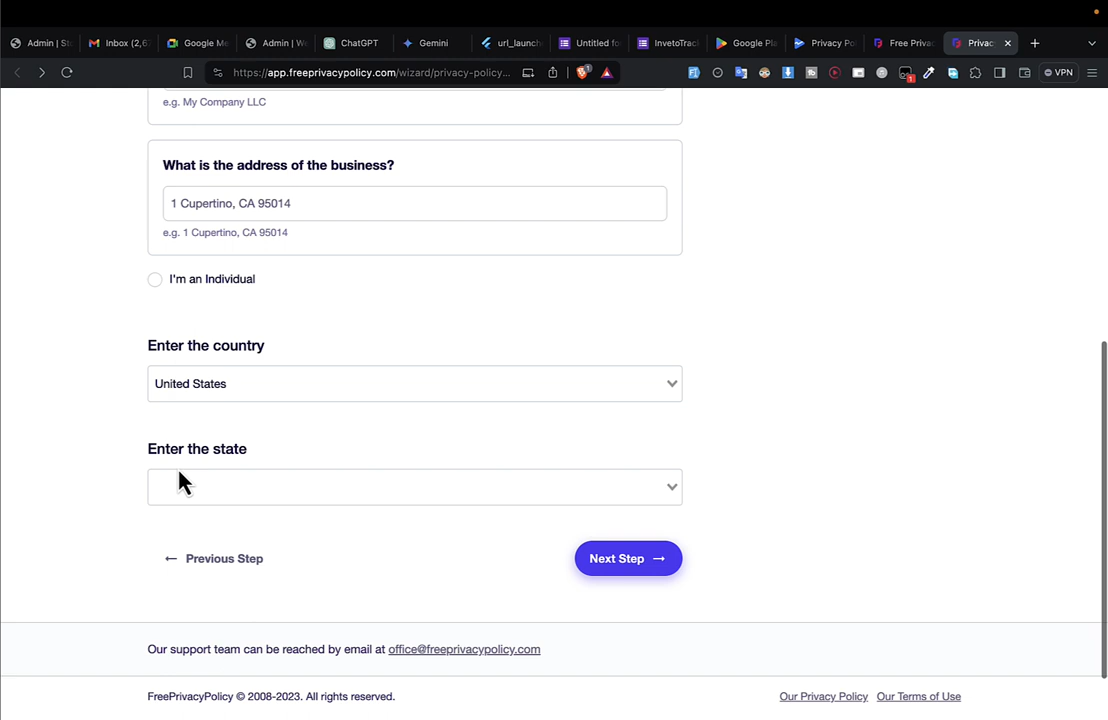 Admin | St
Inbox (2,6
Google Me
Admin | W
ChatGPT
Gemini
url_launch
Untitled fo
InvetoTrac
Google Pla
Privacy Po
Free Privac
Privac
https://app.freeprivacypolicy.com/wizard/privacy-policy...
1
1
VPN
e.g. My Company LLC
What is the address of the business?
1 Cupertino, CA 95014
e.g. 1 Cupertino, CA 95014
I'm an Individual
Enter the country
United States
Enter the state
← Previous Step
Next Step →
Our support team can be reached by email at office@freeprivacypolicy.com
FreePrivacyPolicy © 2008-2023. All rights reserved.
Our Privacy Policy Our Terms of Use